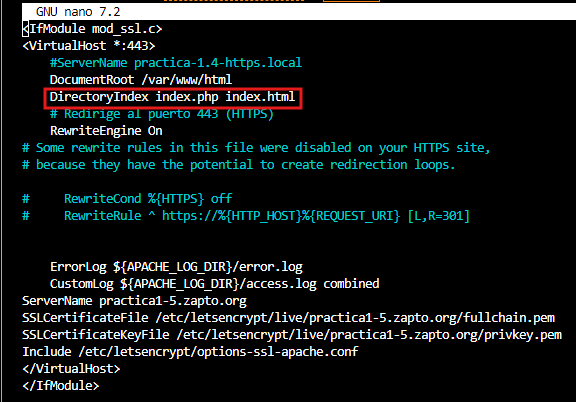 GNU nano 7.2
<IfModule mod_ssl.c>
<VirtualHost *:443>
#ServerName practica-1.4-https.local
DocumentRoot /var/www/html
DirectoryIndex index.php index.html
# Redirige al puerto 443 (HTTPS)
RewriteEngine On
# Some rewrite rules in this file were disabled on your HTTPS site,
# because they have the potential to create redirection loops.
#     RewriteCond %{HTTPS} off
#     RewriteRule ^ https://%{HTTP_HOST}%{REQUEST_URI} [L,R=301]
ErrorLog ${APACHE_LOG_DIR}/error.log
CustomLog ${APACHE_LOG_DIR}/access.log combined
ServerName practica1-5.zapto.org
SSLCertificateFile /etc/letsencrypt/live/practica1-5.zapto.org/fullchain.pem
SSLCertificateKeyFile /etc/letsencrypt/live/practica1-5.zapto.org/privkey.pem
Include /etc/letsencrypt/options-ssl-apache.conf
</VirtualHost>
</IfModule>